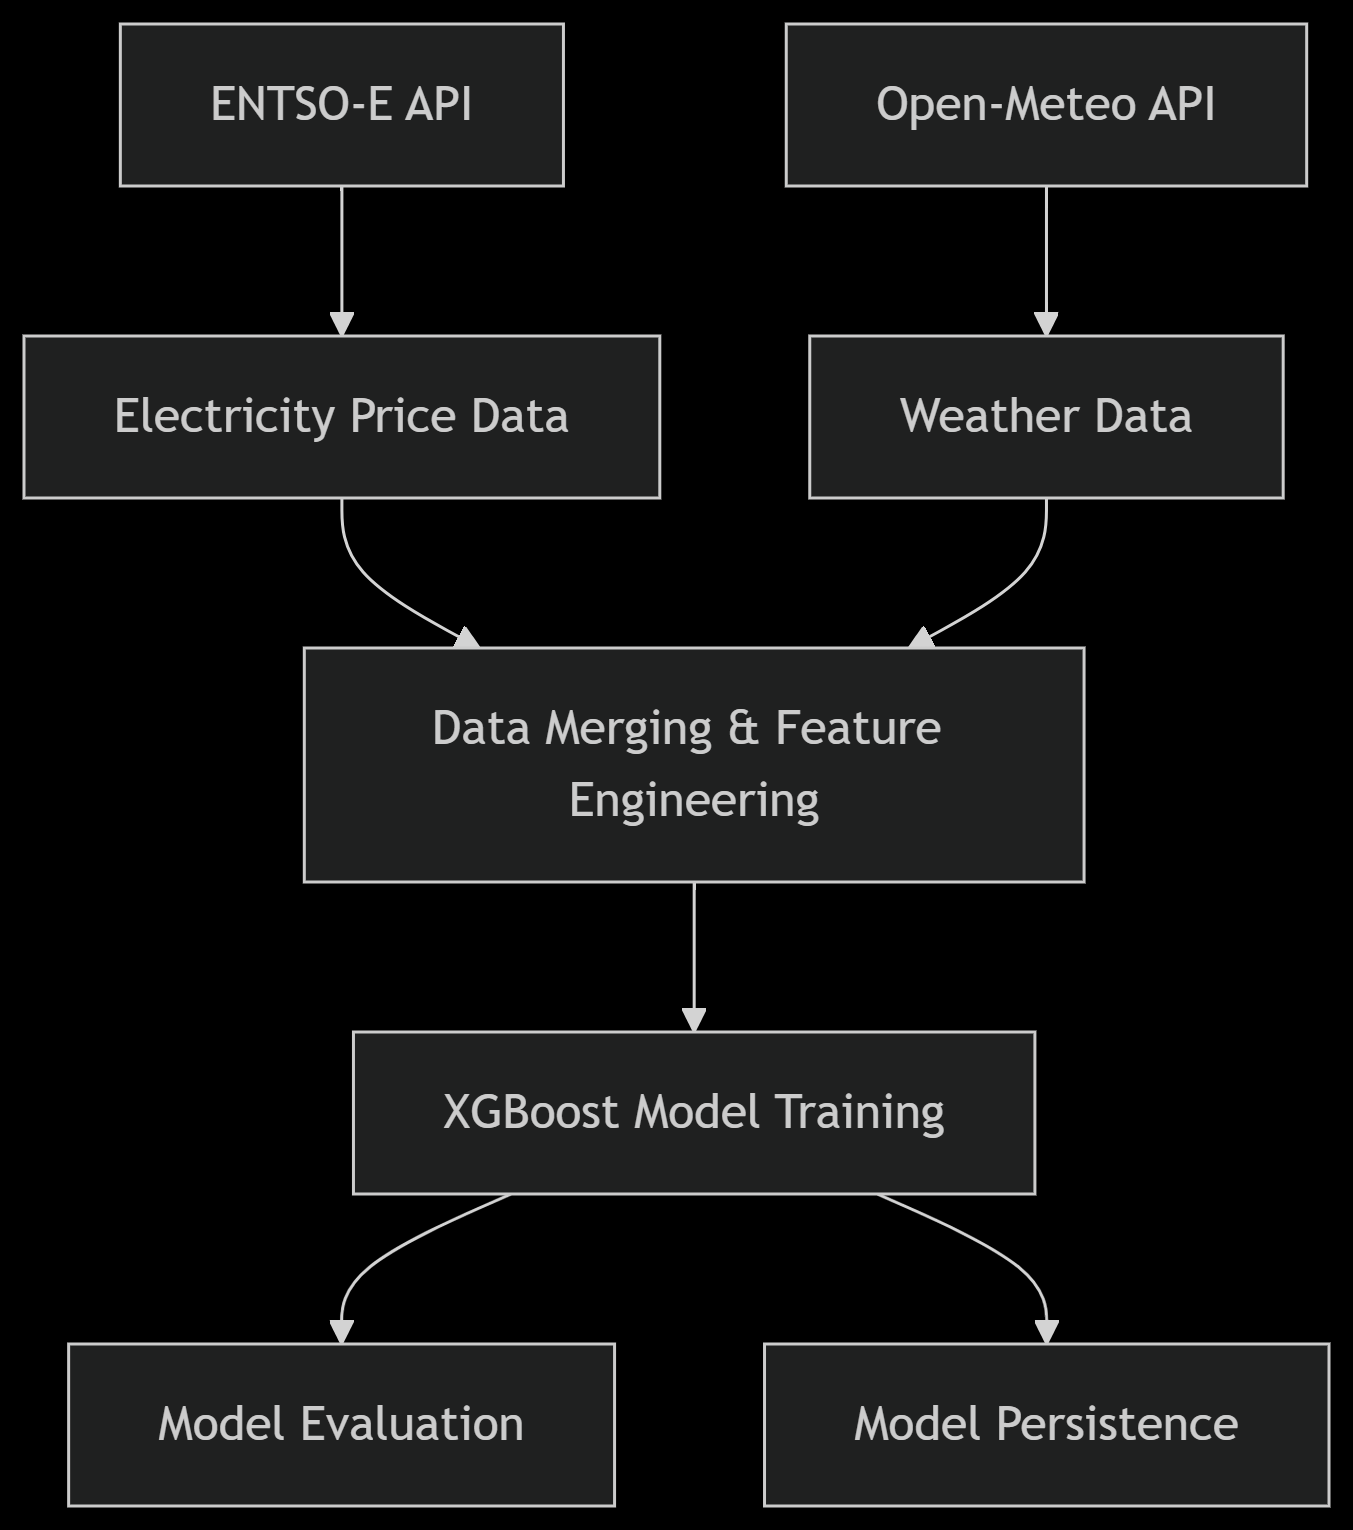 ENTSO-E API
Open-Meteo API
Electricity Price Data
Weather Data
Data Merging & Feature
Engineering
XGBoost Model Training
Model Evaluation
Model Persistence